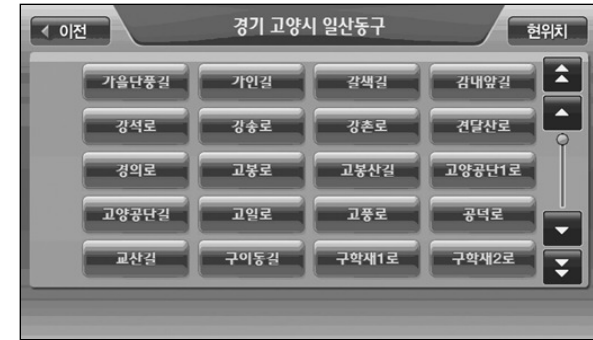 이전 경기 고양시 일산동구 현위치
가을단풍길 가인길 갈색길 감내앞길
강석로 강송로 강촌로 견달산로
경의로 고봉로 고봉산길 고양공단1로
고양공단길 고일로 고풍로 공덕로
교산길 구이동길 구학재1로 구학재2로